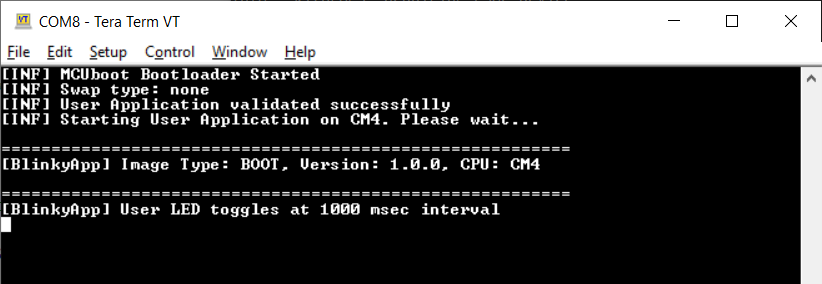 VT
COM8 - Tera Term VT
File Edit Setup Control Window Help
[INF] MCUboot Bootloader Started
[INF] Swap type: none
[INF] User Application validated successfully
[INF] Starting User Application on CM4. Please wait...
=========================================================
[BlinkyApp] Image Type: BOOT, Version: 1.0.0, CPU: CM4
=========================================================
[BlinkyApp] User LED toggles at 1000 msec interval